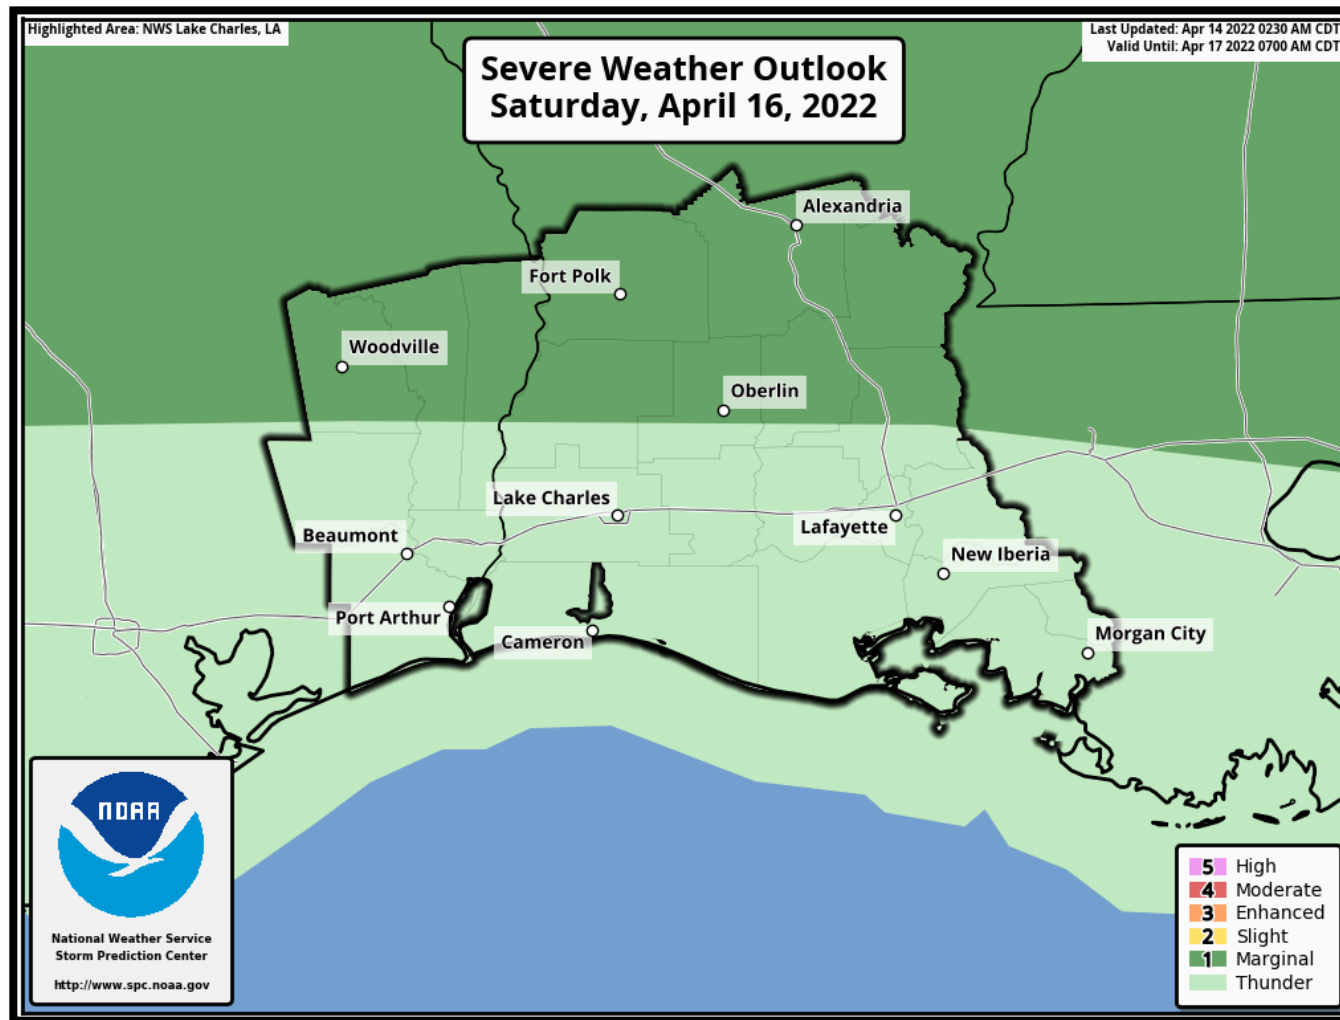 Highlighted Area: NWS Lake Charles, LA
Last Updated: Apr 14 2022 0230 AM CDT
Valid Until: Apr 17 2022 0700 AM CDT
Severe Weather Outlook
Saturday, April 16, 2022
Alexandria
Fort Polk
Woodville
Oberlin
Lake Charles
Lafayette
Beaumont
New Iberia
Port Arthur
Cameron
Morgan City
NOAA
National Weather Service
Storm Prediction Center
http://www.spc.noaa.gov
5 High
4 Moderate
3 Enhanced
2 Slight
1 Marginal
Thunder